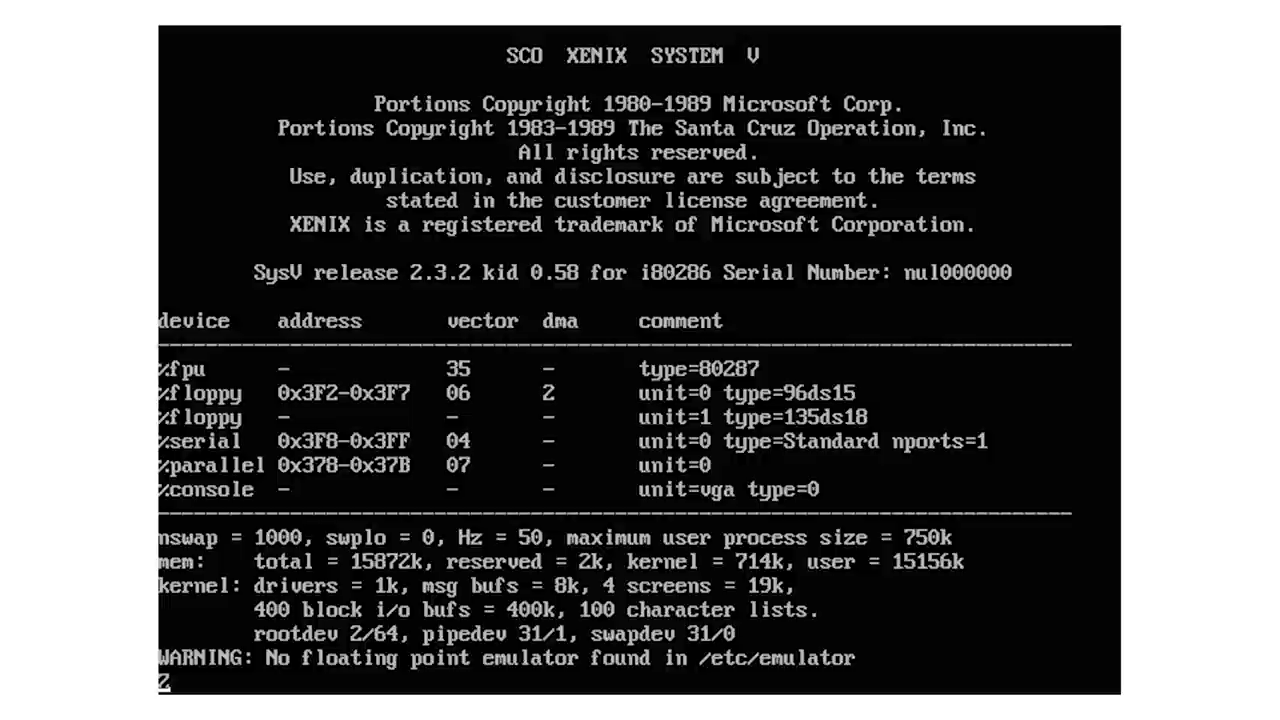 SCO XENIX SYSTEM V
Portions Copyright 1980-1989 Microsoft Corp.
Portions Copyright 1983-1989 The Santa Cruz Operation, Inc.
All rights reserved.
Use, duplication, and disclosure are subject to the terms
stated in the customer license agreement.
XENIX is a registered trademark of Microsoft Corporation.
SysV release 2.3.2 kid 0.58 for i80286 Serial Number: nul000000
device address vector dma comment
--------------------------------------------------------------------------------
%fpu - 35 - type=80287
%floppy 0x3F2-0x3F7 06 2 unit=0 type=96ds15
%floppy - - - unit=1 type=135ds18
%serial 0x3F8-0x3FF 04 - unit=0 type=Standard nports=1
%parallel 0x378-0x37B 07 - unit=0
%console - - - unit=vga type=0
--------------------------------------------------------------------------------
nswap = 1000, swplo = 0, Hz = 50, maximum user process size = 750k
mem: total = 15872k, reserved = 2k, kernel = 714k, user = 15156k
kernel: drivers = 1k, msg bufs = 8k, 4 screens = 19k,
400 block i/o bufs = 400k, 100 character lists.
rootdev 2/64, pipedev 31/1, swapdev 31/0
WARNING: No floating point emulator found in /etc/emulator
Z